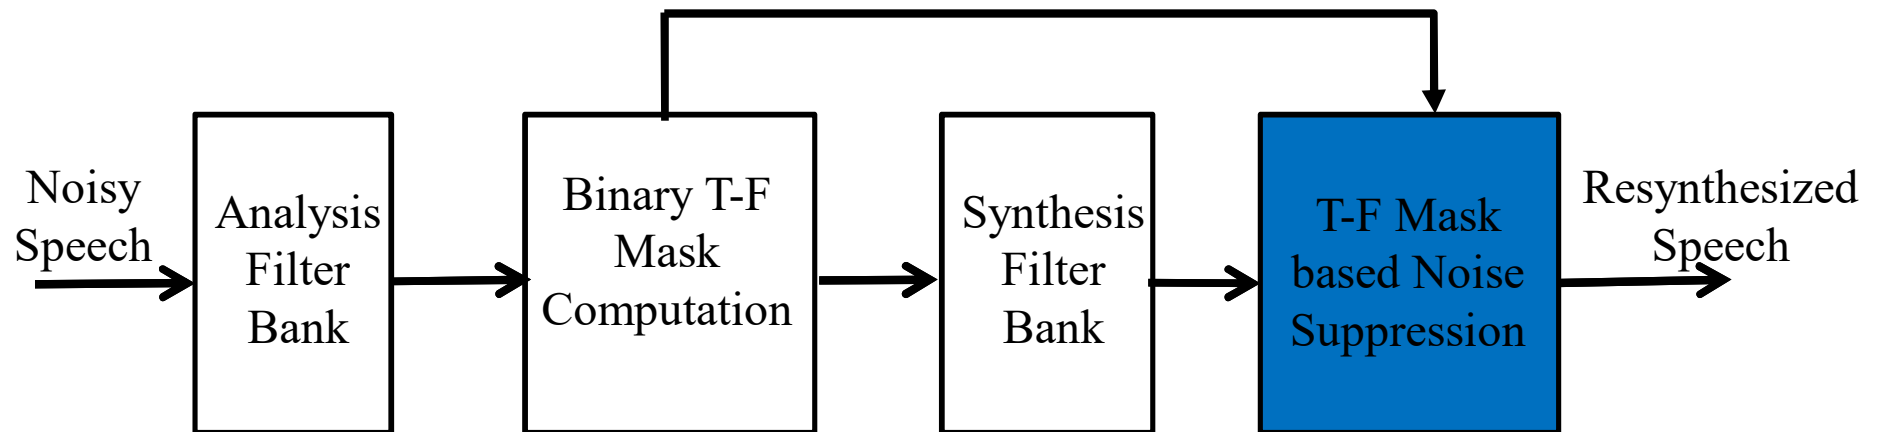 Noisy
Speech
Analysis
Filter
Bank
Binary T-F
Mask
Computation
Synthesis
Filter
Bank
T-F Mask
based Noise
Suppression
Resynthesized
Speech